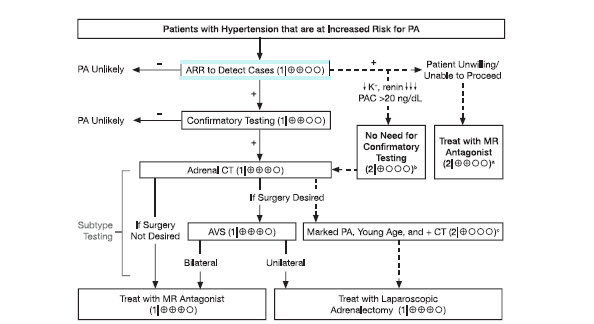 Patients with Hypertension that are at Increased Risk for PA
PA Unlikely
−
ARR to Detect Cases (1|⊕⊕○○)
+
Patient Unwilling/
Unable to Proceed
↓K⁺, renin ↓↓↓
PAC >20 ng/dL
+
PA Unlikely
−
Confirmatory Testing (1|⊕⊕○○)
No Need for
Confirmatory
Testing
(2|⊕○○○)ᵇ
Treat with MR
Antagonist
(2|⊕⊕○○)ᵃ
+
Adrenal CT (1|⊕⊕⊕○)
If Surgery Desired
Subtype
Testing
If Surgery
Not Desired
AVS (1|⊕⊕⊕○)
Marked PA, Young Age, and + CT (2|⊕○○○)ᶜ
Bilateral
Unilateral
Treat with MR Antagonist
(1|⊕⊕⊕○)
Treat with Laparoscopic
Adrenalectomy (1|⊕⊕⊕○)